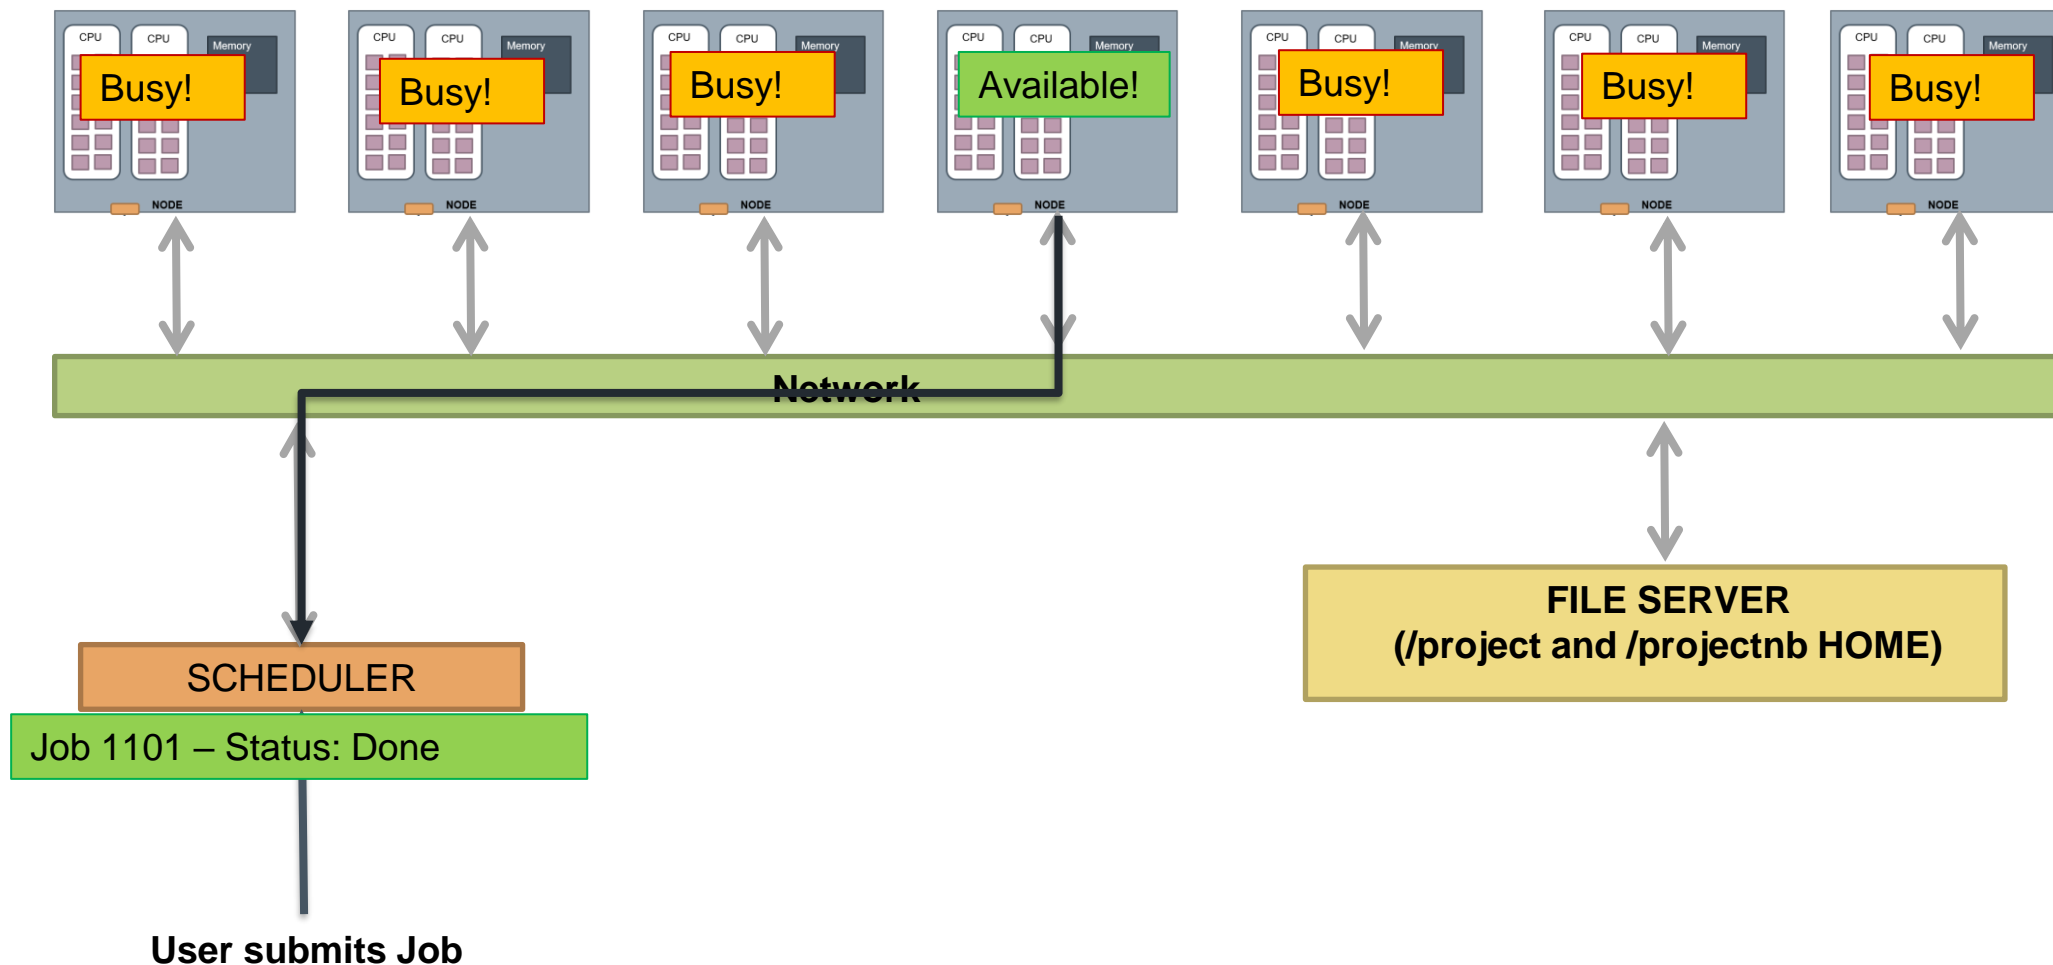 CPU CPU Memory
Busy!
NODE
CPU CPU Memory
Busy!
NODE
CPU CPU Memory
Busy!
NODE
CPU CPU Memory
Available!
NODE
CPU CPU Memory
Busy!
NODE
CPU CPU Memory
Busy!
NODE
CPU CPU Memory
Busy!
NODE
Network
SCHEDULER
Job 1101 – Status: Done
User submits Job
FILE SERVER
(/project and /projectnb HOME)